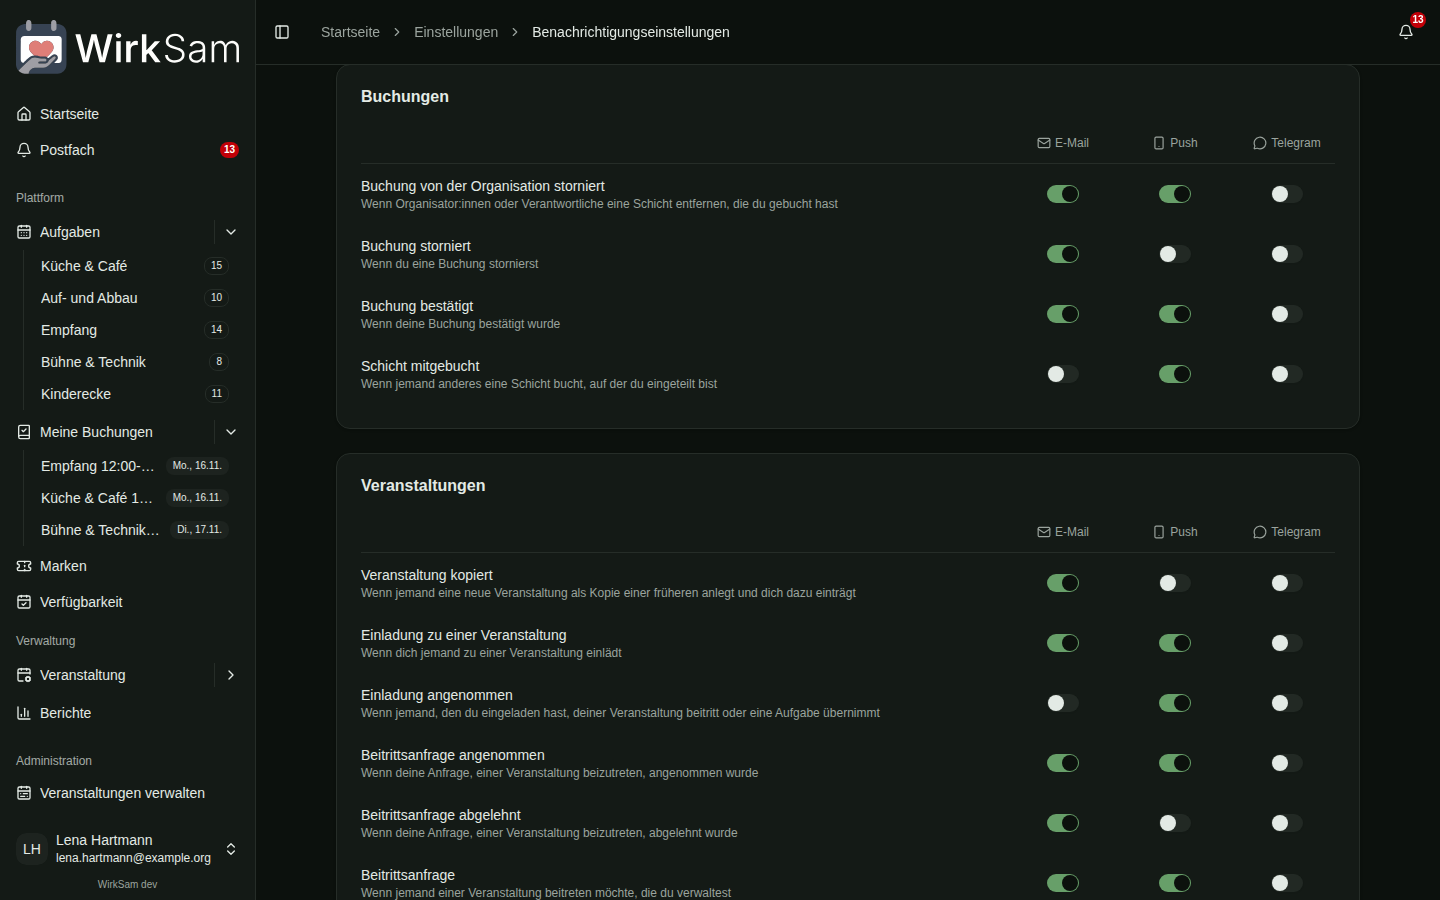 WirkSam
Startseite
Postfach 13
Plattform
Aufgaben
Küche & Café 15
Auf- und Abbau 10
Empfang 14
Bühne & Technik 8
Kinderecke 11
Meine Buchungen
Empfang 12:00-… Mo., 16.11.
Küche & Café 1… Mo., 16.11.
Bühne & Technik… Di., 17.11.
Marken
Verfügbarkeit
Verwaltung
Veranstaltung
Berichte
Administration
Veranstaltungen verwalten
LH Lena Hartmann
lena.hartmann@example.org
WirkSam dev
Startseite > Einstellungen > Benachrichtigungseinstellungen
13
Buchungen
E-Mail Push Telegram
Buchung von der Organisation storniert
Wenn Organisator:innen oder Verantwortliche eine Schicht entfernen, die du gebucht hast
Buchung storniert
Wenn du eine Buchung stornierst
Buchung bestätigt
Wenn deine Buchung bestätigt wurde
Schicht mitgebucht
Wenn jemand anderes eine Schicht bucht, auf der du eingeteilt bist
Veranstaltungen
E-Mail Push Telegram
Veranstaltung kopiert
Wenn jemand eine neue Veranstaltung als Kopie einer früheren anlegt und dich dazu einträgt
Einladung zu einer Veranstaltung
Wenn dich jemand zu einer Veranstaltung einlädt
Einladung angenommen
Wenn jemand, den du eingeladen hast, deiner Veranstaltung beitritt oder eine Aufgabe übernimmt
Beitrittsanfrage angenommen
Wenn deine Anfrage, einer Veranstaltung beizutreten, angenommen wurde
Beitrittsanfrage abgelehnt
Wenn deine Anfrage, einer Veranstaltung beizutreten, abgelehnt wurde
Beitrittsanfrage
Wenn jemand einer Veranstaltung beitreten möchte, die du verwaltest